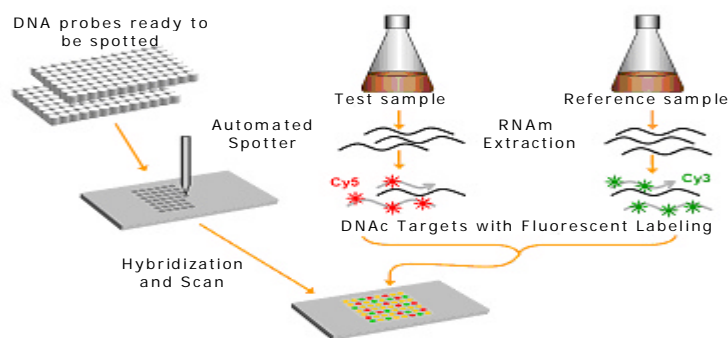 DNA probes ready to
be spotted
Test sample
Reference sample
Automated
Spotter
RNAm
Extraction
Cy5
Cy3
DNAc Targets with Fluorescent Labeling
Hybridization
and Scan